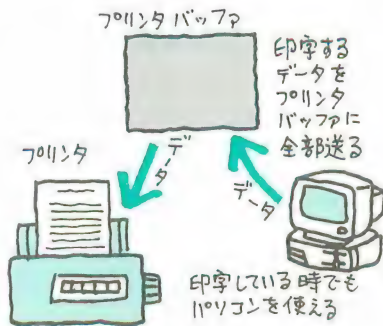 プリンタ バッファ
印字する
データを
プリンタ
バッファに
全部送る
プリンタ
データ
データ
印字している時でも
パソコンを使える